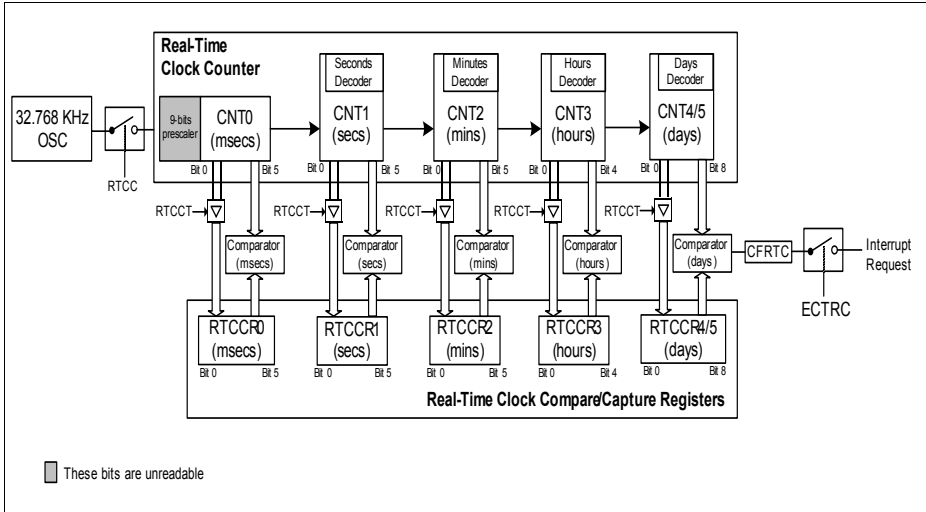 Real-Time
Clock Counter
Seconds
Decoder
Minutes
Decoder
Hours
Decoder
Days
Decoder
32.768 KHz
OSC
9-bits
prescaler
CNT0
(msecs)
CNT1
(secs)
CNT2
(mins)
CNT3
(hours)
CNT4/5
(days)
RTCC
Bit 0 Bit 5 Bit 0 Bit 5 Bit 0 Bit 5 Bit 0 Bit 4 Bit 0 Bit 8
RTCCT RTCCT RTCCT RTCCT RTCCT
Comparator
(msecs)
Comparator
(secs)
Comparator
(mins)
Comparator
(hours)
Comparator
(days)
CFRTC
Interrupt
Request
ECTRC
RTCCR0
(msecs)
RTCCR1
(secs)
RTCCR2
(mins)
RTCCR3
(hours)
RTCCR4/5
(days)
Bit 0 Bit 5 Bit 0 Bit 5 Bit 0 Bit 5 Bit 0 Bit 4 Bit 0 Bit 8
Real-Time Clock Compare/Capture Registers
These bits are unreadable